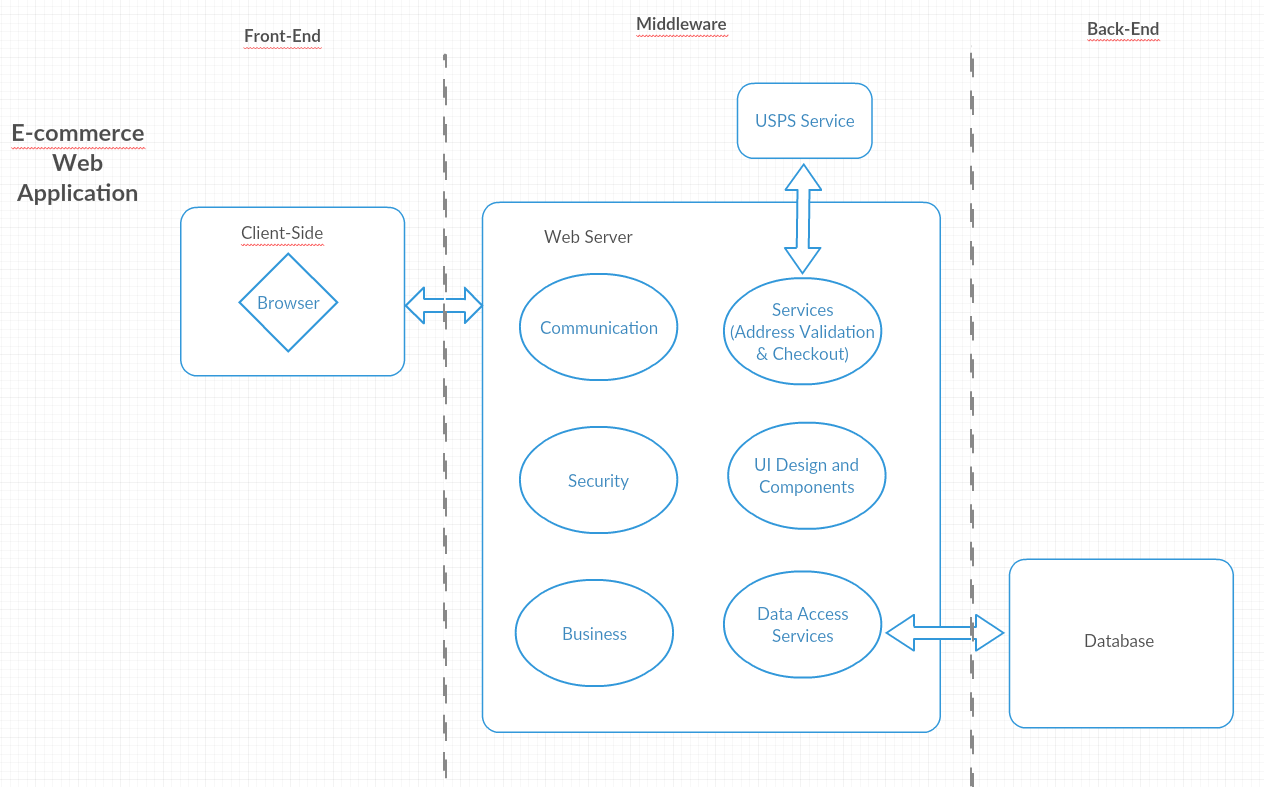 Front-End
Middleware
Back-End
E-commerce
Web
Application
USPS Service
Client-Side
Browser
Web Server
Communication
Services
(Address Validation
& Checkout)
Security
UI Design and
Components
Business
Data Access
Services
Database